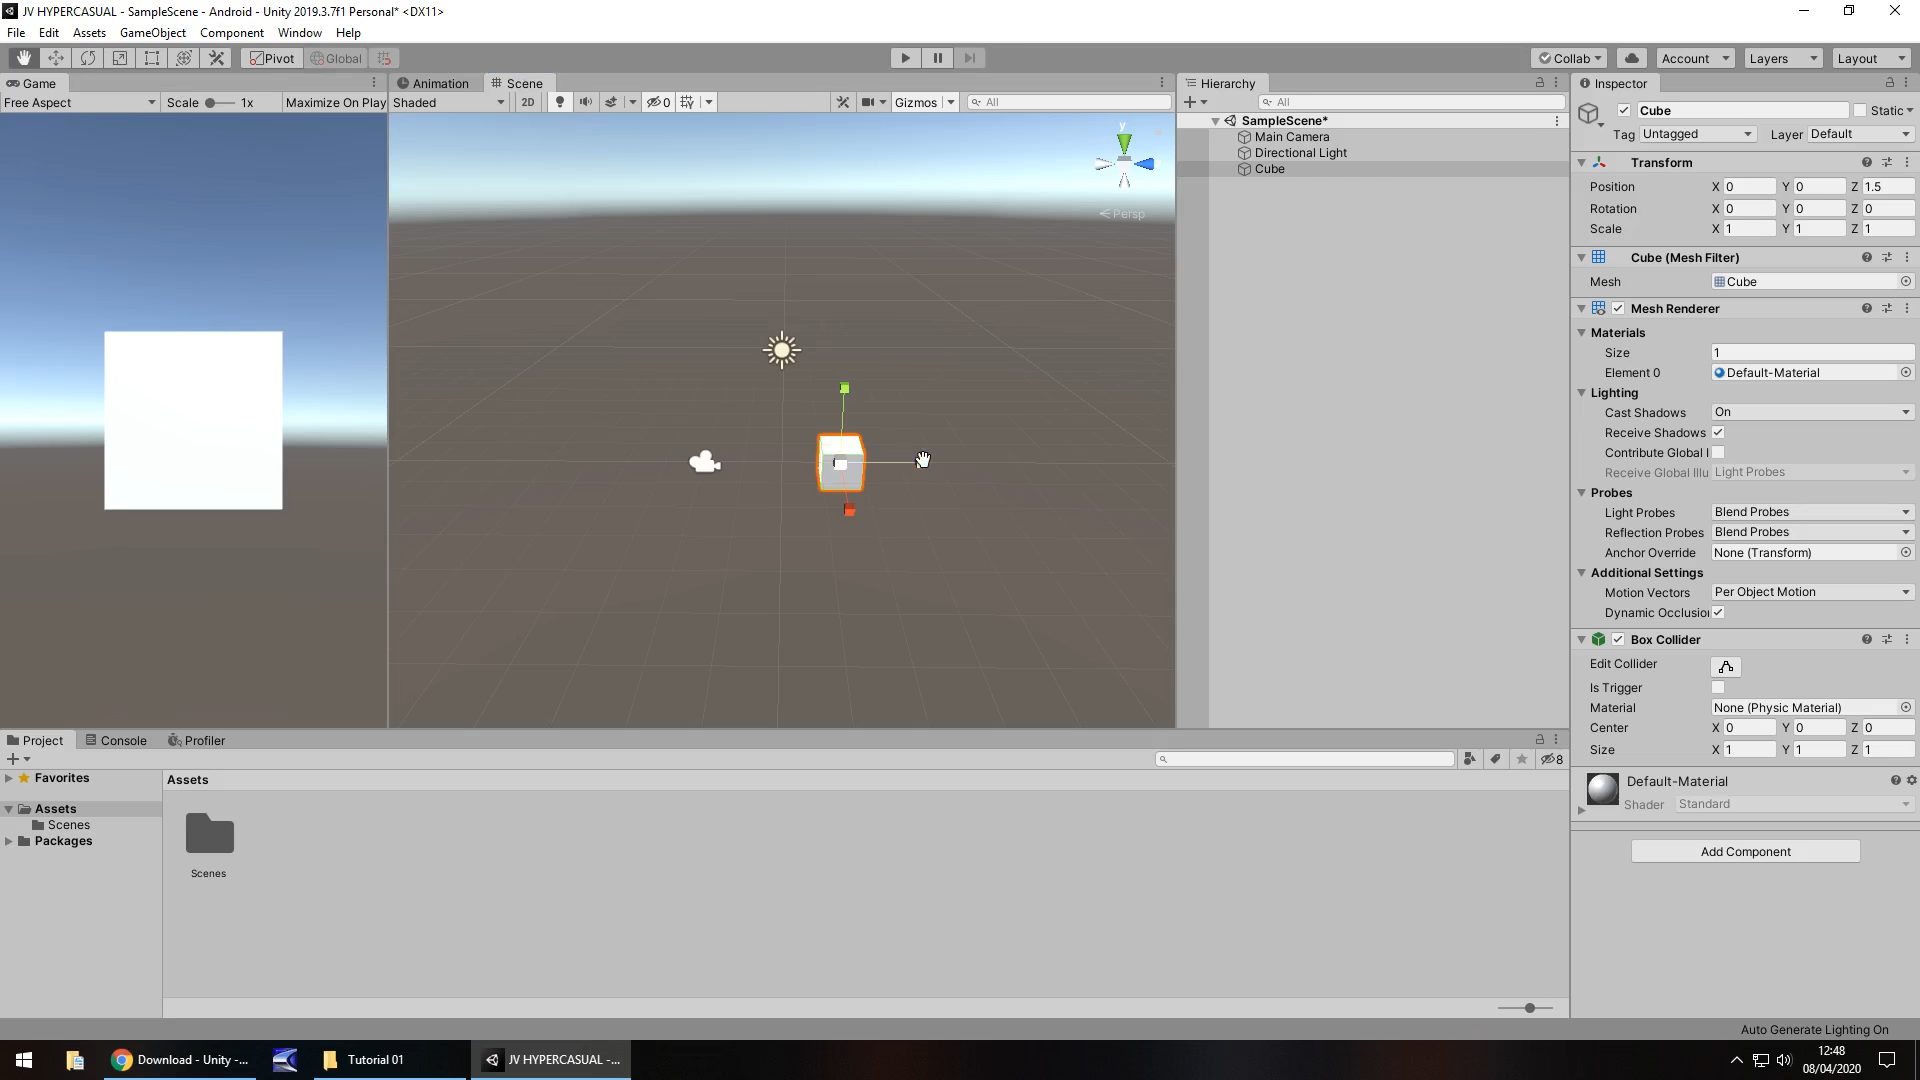 JV HYPERCASUAL - SampleScene - Android - Unity 2019.3.7f1 Personal* <DX11>
File Edit Assets GameObject Component Window Help
Pivot Global Collab Account Layers Layout
Game Animation Scene Hierarchy Inspector
Free Aspect Scale 1x Maximize On Play Shaded 2D 0 Gizmos All All
Cube Static
Tag Untagged Layer Default
SampleScene*
Main Camera
Directional Light
Cube
y
Persp
Transform
Position X 0 Y 0 Z 1.5
Rotation X 0 Y 0 Z 0
Scale X 1 Y 1 Z 1
Cube (Mesh Filter)
Mesh Cube
Mesh Renderer
Materials
Size 1
Element 0 Default-Material
Lighting
Cast Shadows On
Receive Shadows
Contribute Global I
Receive Global Illu Light Probes
Probes
Light Probes Blend Probes
Reflection Probes Blend Probes
Anchor Override None (Transform)
Additional Settings
Motion Vectors Per Object Motion
Dynamic Occlusion
Box Collider
Edit Collider
Is Trigger
Material None (Physic Material)
Center X 0 Y 0 Z 0
Size X 1 Y 1 Z 1
Default-Material
Shader Standard
Add Component
Project Console Profiler
8
Favorites
Assets
Scenes
Packages
Assets
Scenes
Auto Generate Lighting On
Download - Unity -... Tutorial 01 JV HYPERCASUAL -...
12:48
08/04/2020